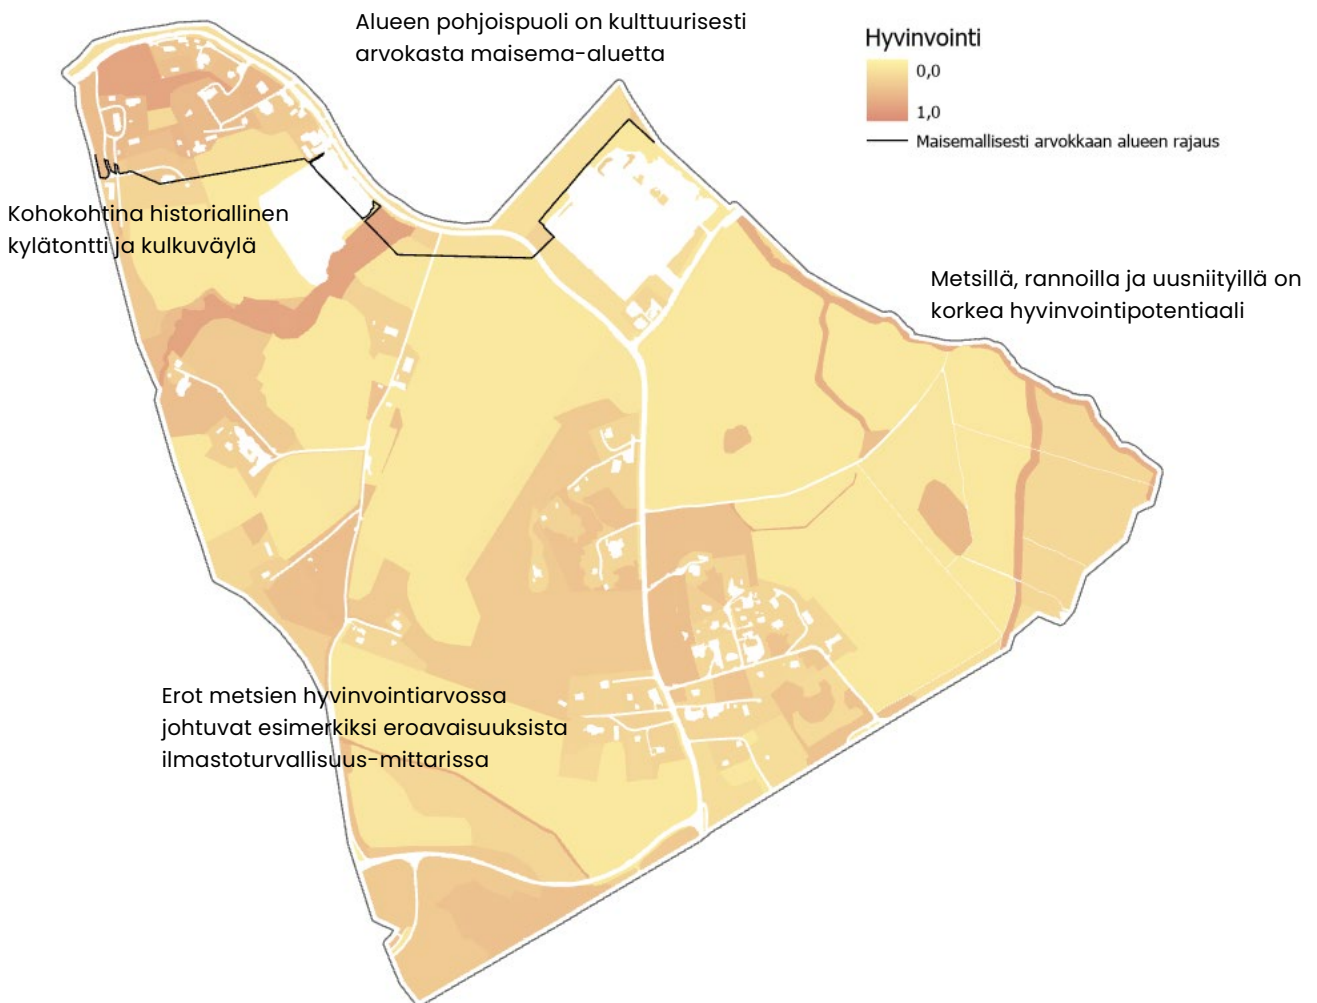 Alueen pohjoispuoli on kulttuurisesti
arvokasta maisema-aluetta
Hyvinvointi
0,0
1,0
Maisemallisesti arvokkaan alueen rajaus
Kohokohtina historiallinen
kylätontti ja kulkuväylä
Metsillä, rannoilla ja uusniityillä on
korkea hyvinvointipotentiaali
Erot metsien hyvinvointiarvossa
johtuvat esimerkiksi eroavaisuuksista
ilmastoturvallisuus-mittarissa